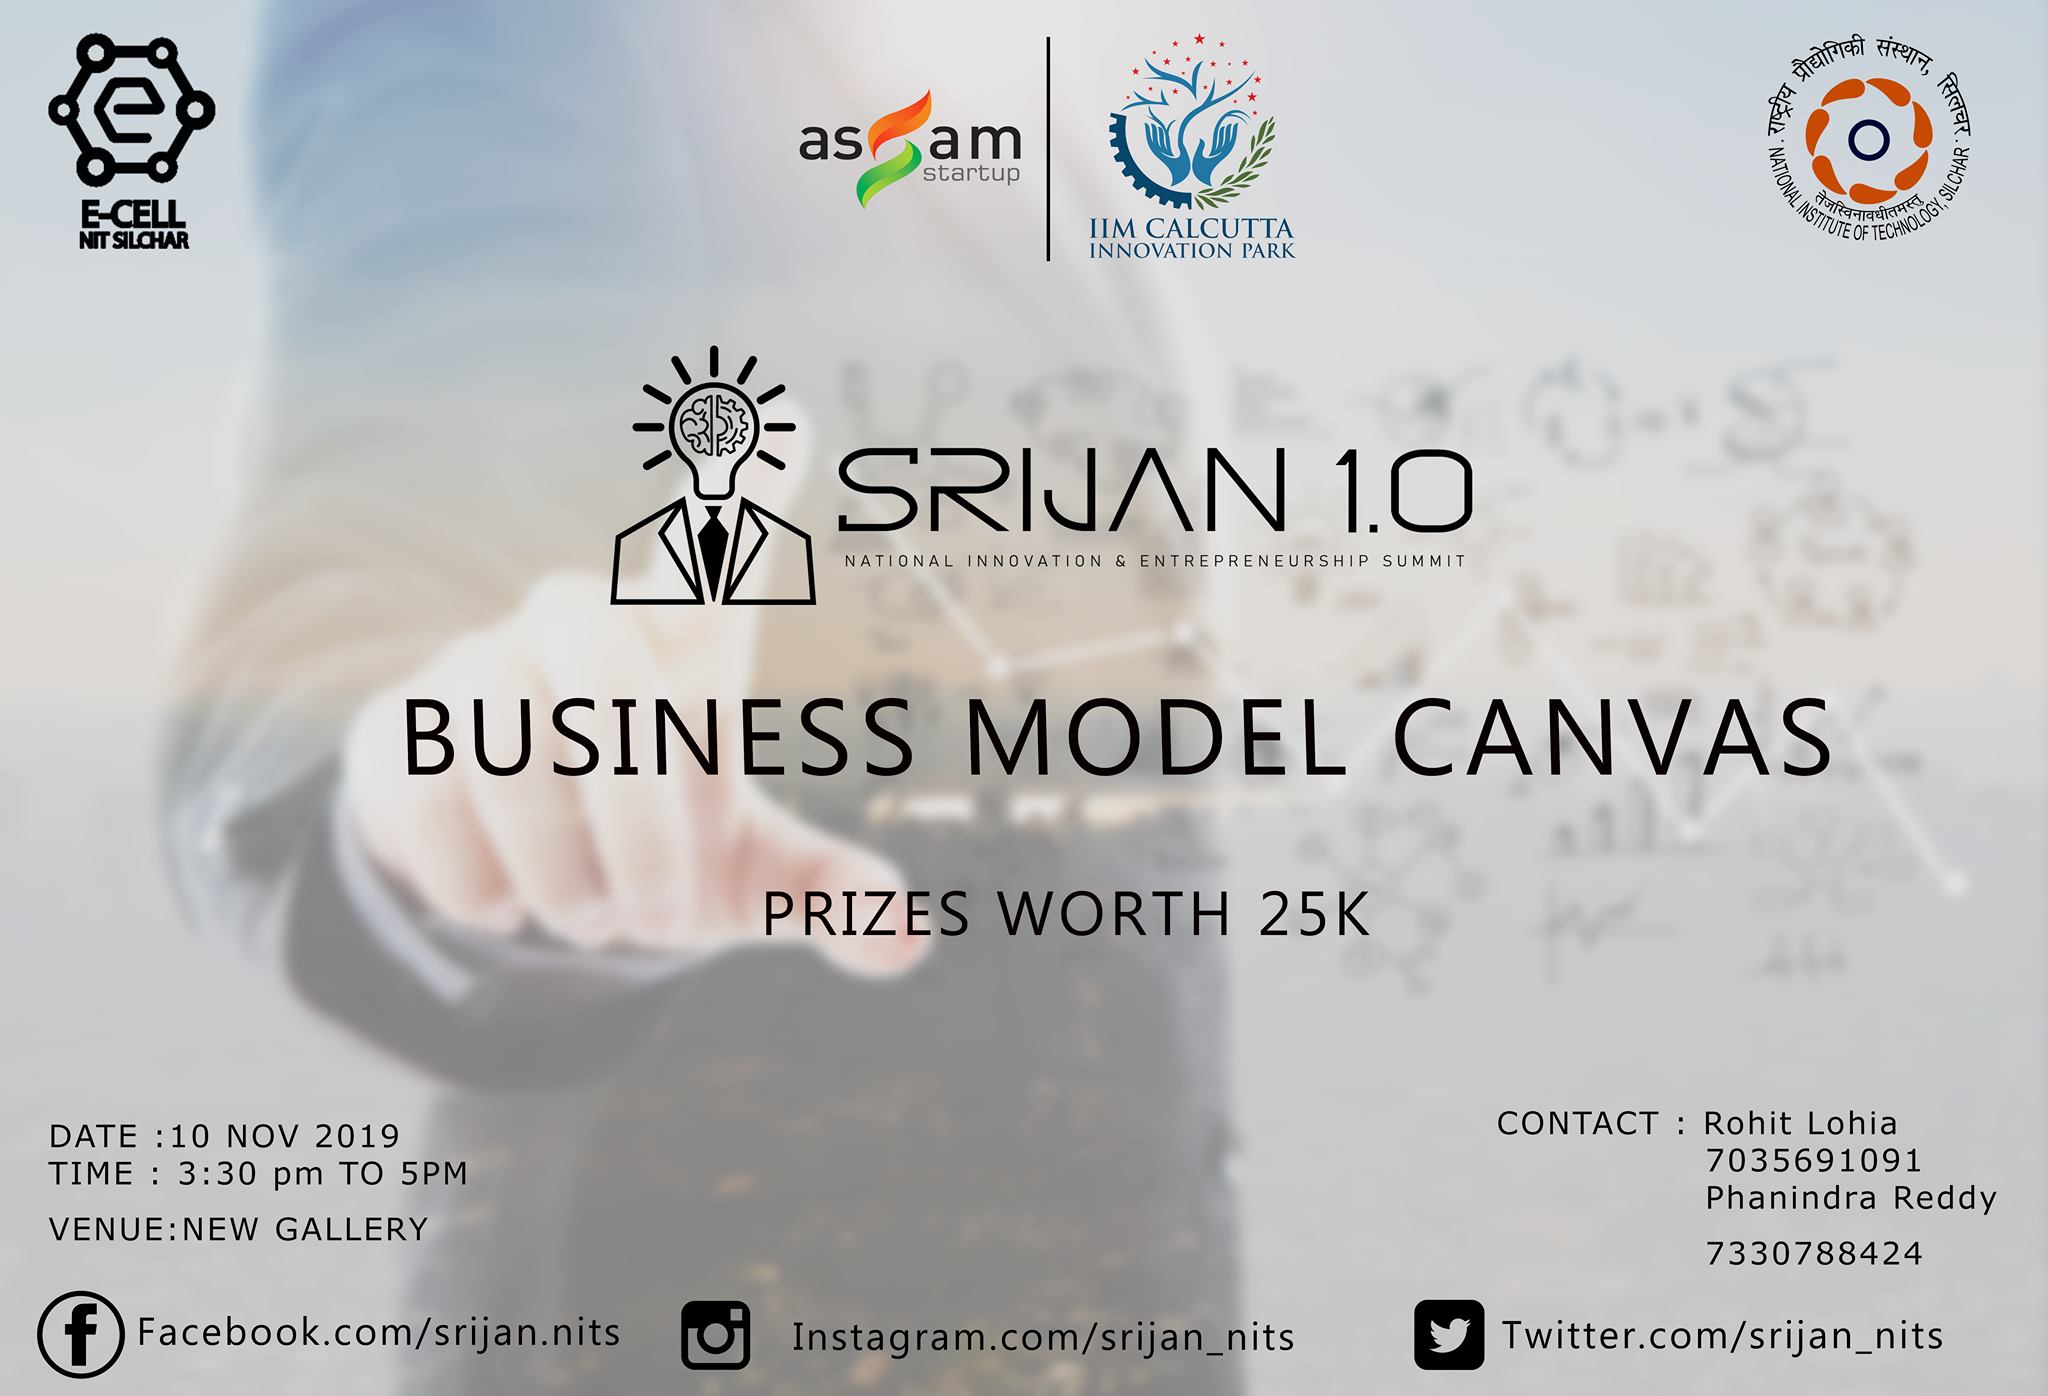 E-CELL
NIT SILCHAR
assam
startup
IIM CALCUTTA
INNOVATION PARK
राष्ट्रीय प्रौद्योगिकी संस्थान, सिलचर
तेजस्विनावधीतमस्तु
NATIONAL INSTITUTE OF TECHNOLOGY, SILCHAR
SRIJAN 1.0
NATIONAL INNOVATION & ENTREPRENEURSHIP SUMMIT
BUSINESS MODEL CANVAS
PRIZES WORTH 25K
DATE :10 NOV 2019
TIME : 3:30 pm TO 5PM
VENUE:NEW GALLERY
CONTACT : Rohit Lohia
7035691091
Phanindra Reddy
7330788424
Facebook.com/srijan.nits
Instagram.com/srijan_nits
Twitter.com/srijan_nits